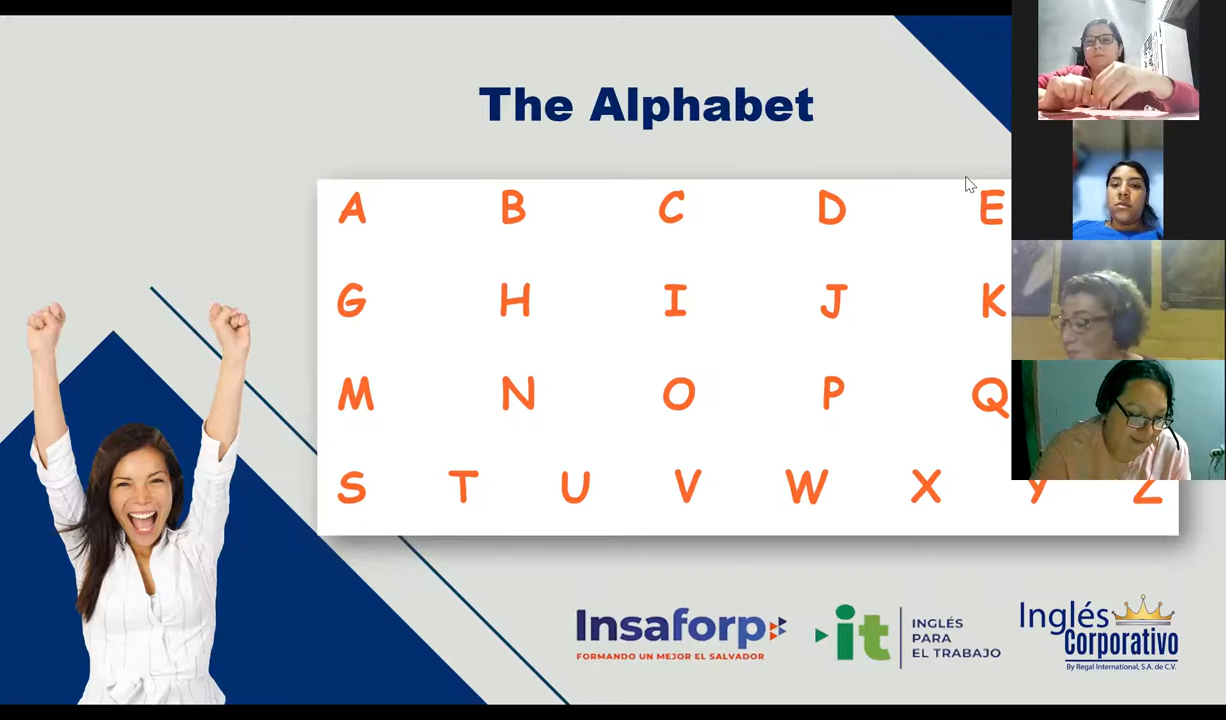 The Alphabet
A B C D E
G H I J K
M N O P Q
S T U V W X Y Z
Insaforp
FORMANDO UN MEJOR EL SALVADOR
it
INGLÉS
PARA
EL TRABAJO
Inglés
Corporativo
By Regal International, S.A. de C.V.